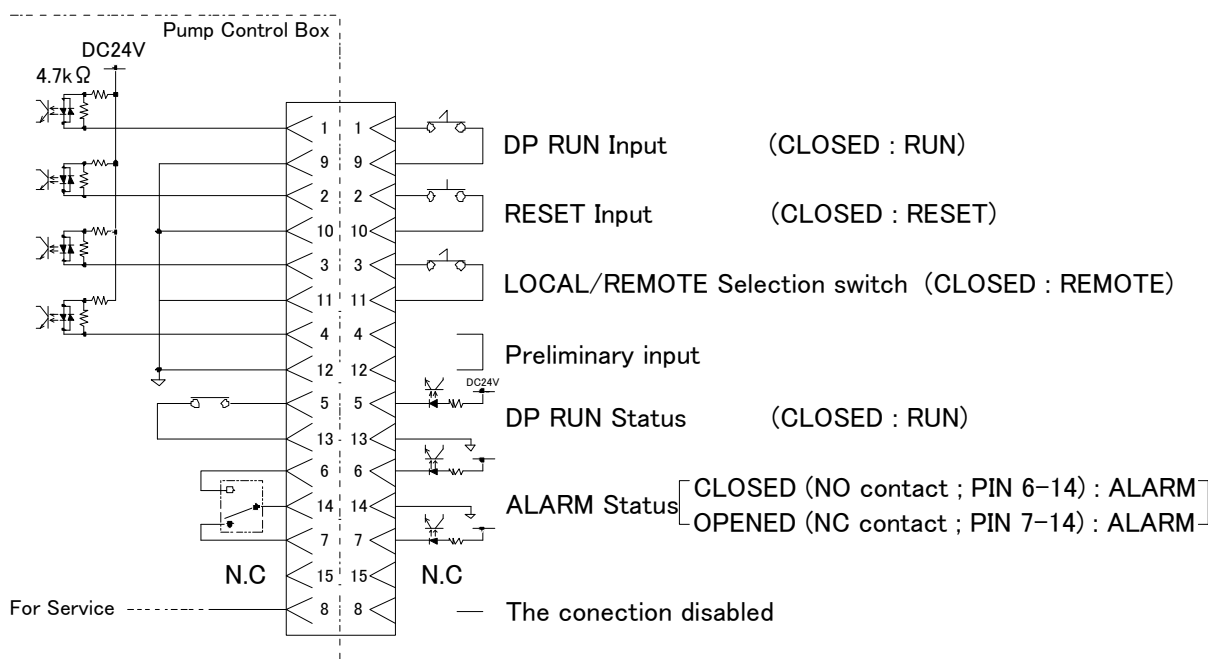 Pump Control Box
DC24V
4.7kΩ
1 1
DP RUN Input (CLOSED : RUN)
9 9
2 2
RESET Input (CLOSED : RESET)
10 10
3 3
LOCAL/REMOTE Selection switch (CLOSED : REMOTE)
11 11
4 4
Preliminary input
12 12
DC24V
5 5
DP RUN Status (CLOSED : RUN)
13 13
6 6
CLOSED (NO contact ; PIN 6-14) : ALARM
14 14
ALARM Status
OPENED (NC contact ; PIN 7-14) : ALARM
7 7
N.C 15 15 N.C
For Service 8 8 The conection disabled